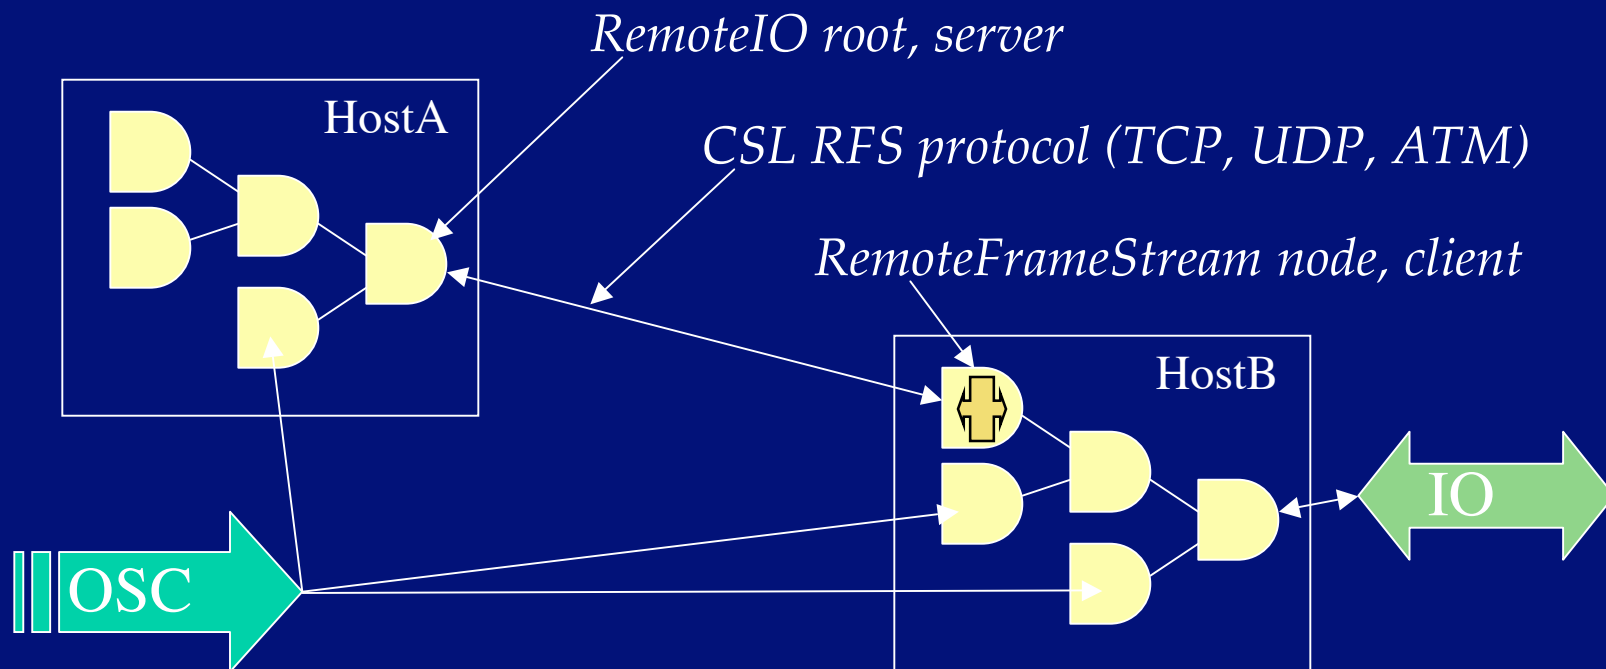 RemoteIO root, server
HostA
CSL RFS protocol (TCP, UDP, ATM)
RemoteFrameStream node, client
HostB
IO
OSC